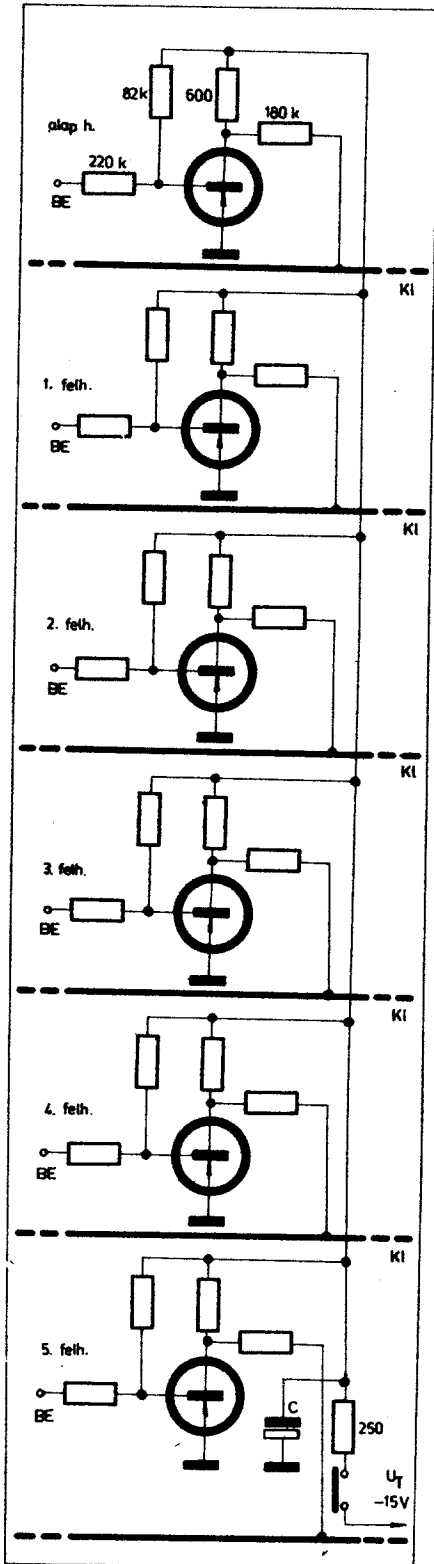 82k
600
180 k
alap h.
220 k
BE
KI
1. felh.
BE
KI
2. felh.
BE
KI
3. felh.
BE
KI
4. felh.
BE
KI
5. felh.
BE
C
250
U_T
-15V